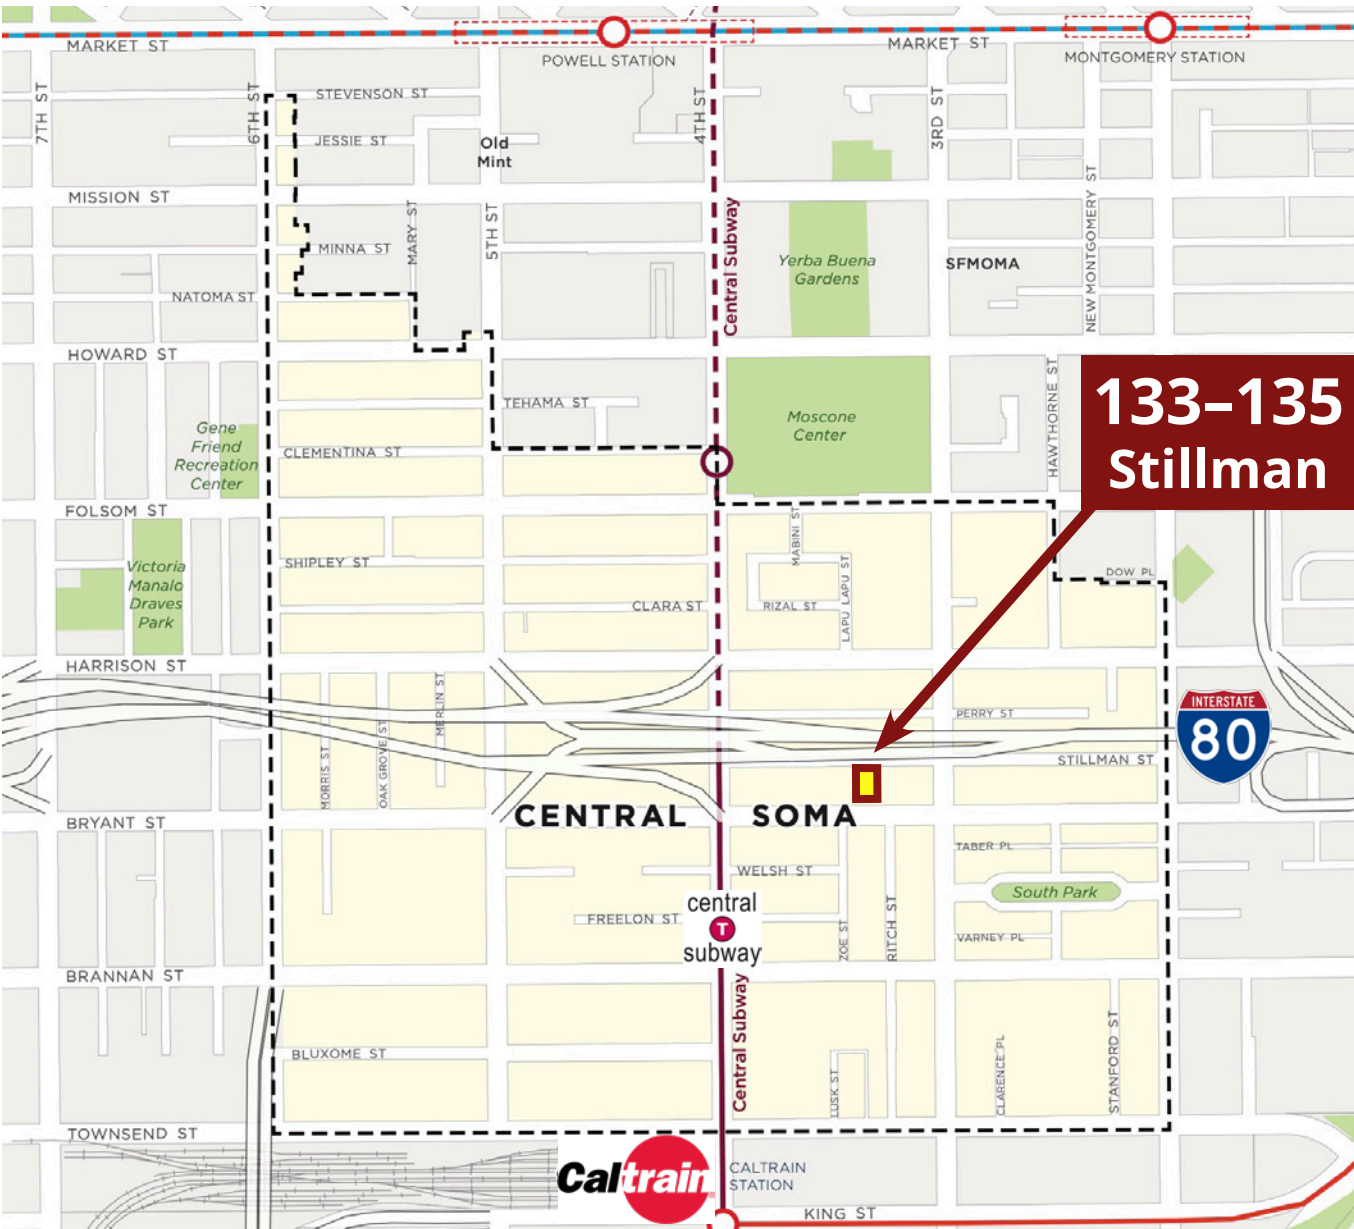 MARKET ST
POWELL STATION
MARKET ST
MONTGOMERY STATION
7TH ST
6TH ST
STEVENSON ST
4TH ST
3RD ST
JESSIE ST
Old
Mint
MISSION ST
MARY ST
5TH ST
NEW MONTGOMERY ST
MINNA ST
Central Subway
Yerba Buena
Gardens
SFMOMA
NATOMA ST
HOWARD ST
HAWTHORNE ST
133–135
Stillman
TEHAMA ST
Moscone
Center
Gene
Friend
Recreation
Center
CLEMENTINA ST
FOLSOM ST
MABINI ST
SHIPLEY ST
Victoria
Manalo
Draves
Park
LAPU LAPU ST
DOW PL
CLARA ST
RIZAL ST
HARRISON ST
MERLIN ST
OAK GROVE ST
MORRIS ST
PERRY ST
INTERSTATE
80
STILLMAN ST
CENTRAL SOMA
BRYANT ST
TABER PL
WELSH ST
South Park
central
T
subway
FREELON ST
ZOE ST
RITCH ST
VARNEY PL
BRANNAN ST
Central Subway
BLUXOME ST
LUSK ST
CLARENCE PL
STANFORD ST
TOWNSEND ST
Caltrain
CALTRAIN
STATION
KING ST